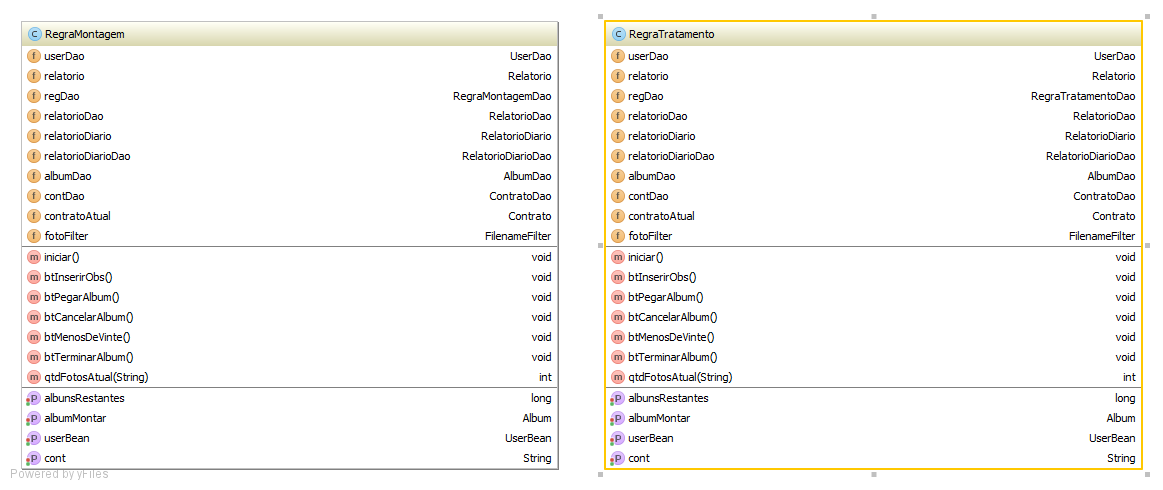 RegraMontagem
userDao UserDao
relatorio Relatorio
regDao RegraMontagemDao
relatorioDao RelatorioDao
relatorioDiario RelatorioDiario
relatorioDiarioDao RelatorioDiarioDao
albumDao AlbumDao
contDao ContratoDao
contratoAtual Contrato
fotoFilter FilenameFilter
iniciar() void
btInserirObs() void
btPegarAlbum() void
btCancelarAlbum() void
btMenosDeVinte() void
btTerminarAlbum() void
qtdFotosAtual(String) int
albunsRestantes long
albumMontar Album
userBean UserBean
cont String
Powered by yFiles
RegraTratamento
userDao UserDao
relatorio Relatorio
regDao RegraTratamentoDao
relatorioDao RelatorioDao
relatorioDiario RelatorioDiario
relatorioDiarioDao RelatorioDiarioDao
albumDao AlbumDao
contDao ContratoDao
contratoAtual Contrato
fotoFilter FilenameFilter
iniciar() void
btInserirObs() void
btPegarAlbum() void
btCancelarAlbum() void
btMenosDeVinte() void
btTerminarAlbum() void
qtdFotosAtual(String) int
albunsRestantes long
albumMontar Album
userBean UserBean
cont String